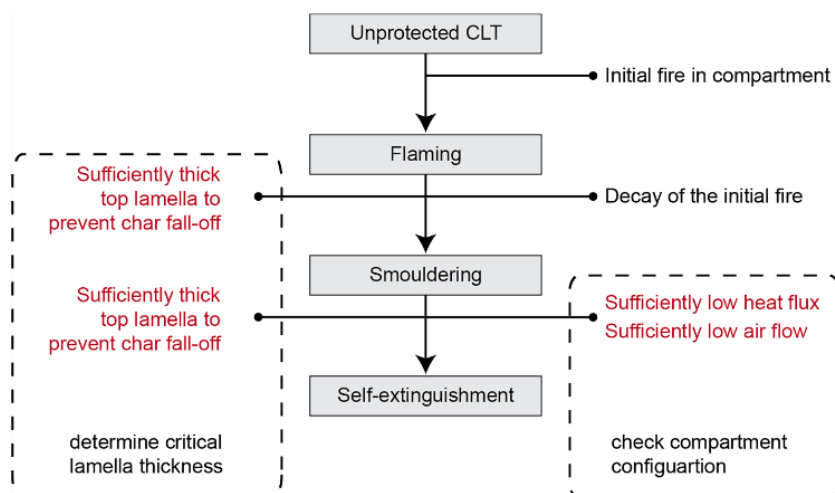 Unprotected CLT
Initial fire in compartment
Flaming
Sufficiently thick
top lamella to
prevent char fall-off
Decay of the initial fire
Smouldering
Sufficiently thick
top lamella to
prevent char fall-off
Sufficiently low heat flux
Sufficiently low air flow
Self-extinguishment
determine critical
lamella thickness
check compartment
configuartion